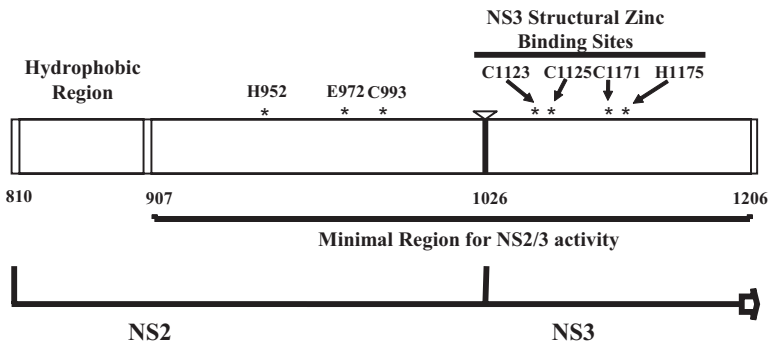 NS3 Structural Zinc
Binding Sites
Hydrophobic
Region
C1123 C1125 C1171 H1175
H952 E972 C993
* * * * * * *
810 907 1026 1206
Minimal Region for NS2/3 activity
NS2 NS3